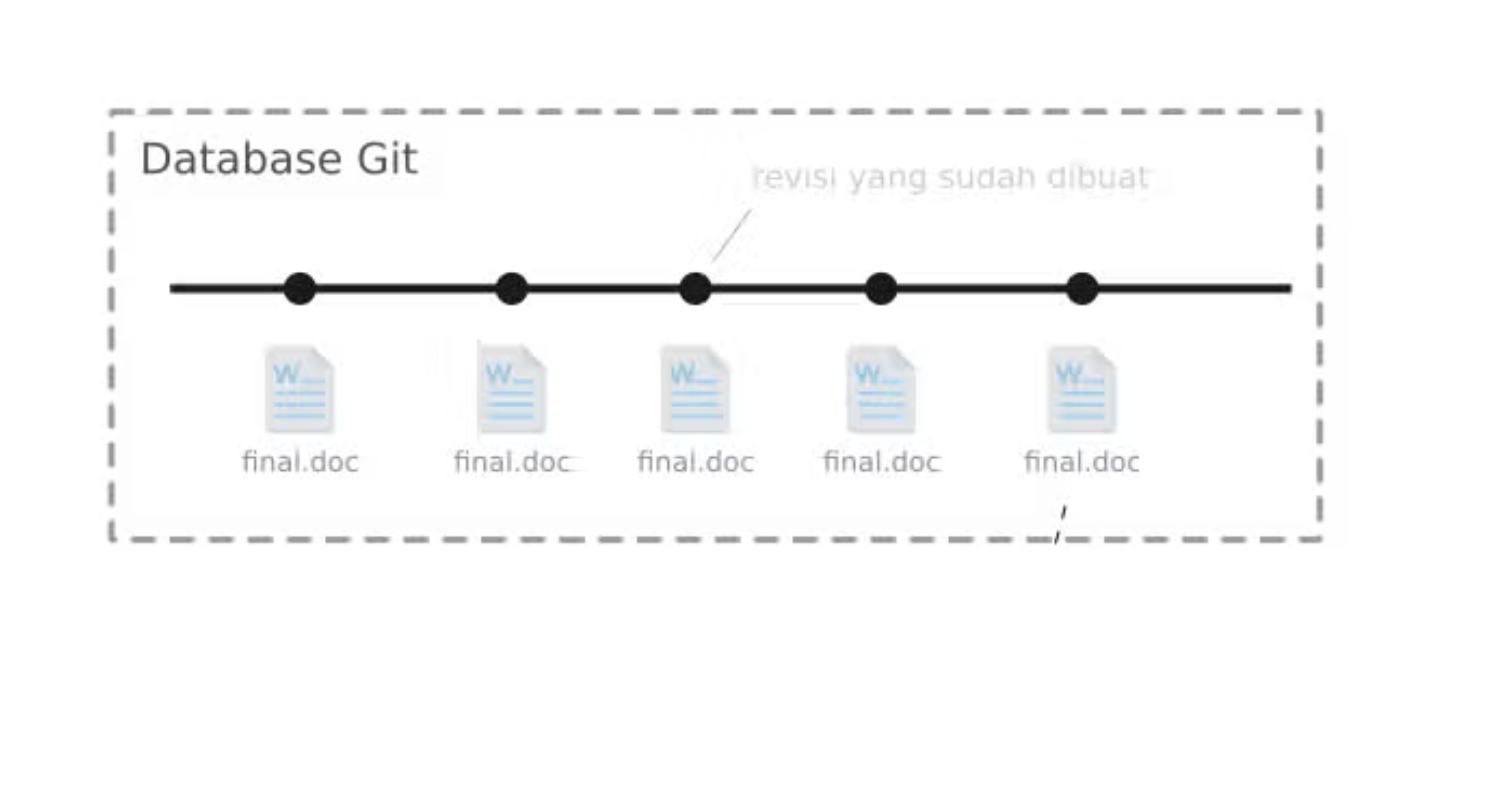 Database Git
revisi yang sudah dibuat
W W W W W
final.doc final.doc final.doc final.doc final.doc